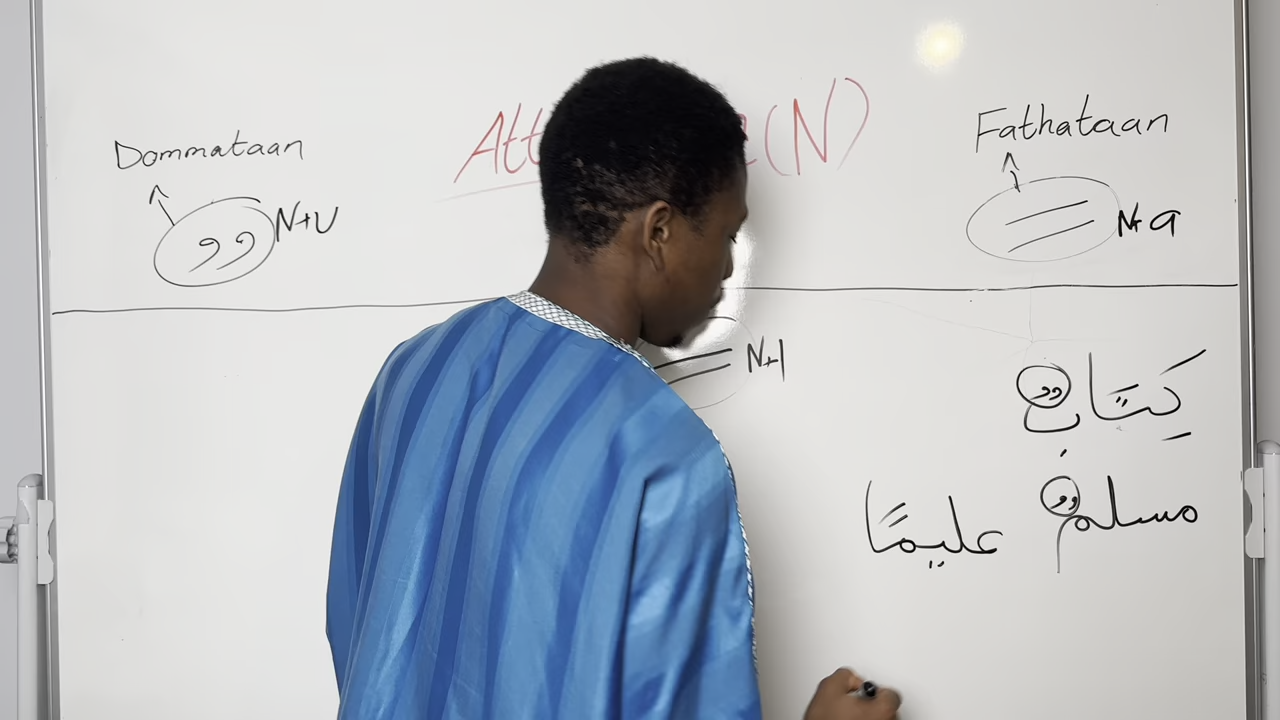 Dommataan
(N)
Fathataan
N+U
N+a
N+I
كِتَابٌ
مسلمٌ عليمًا